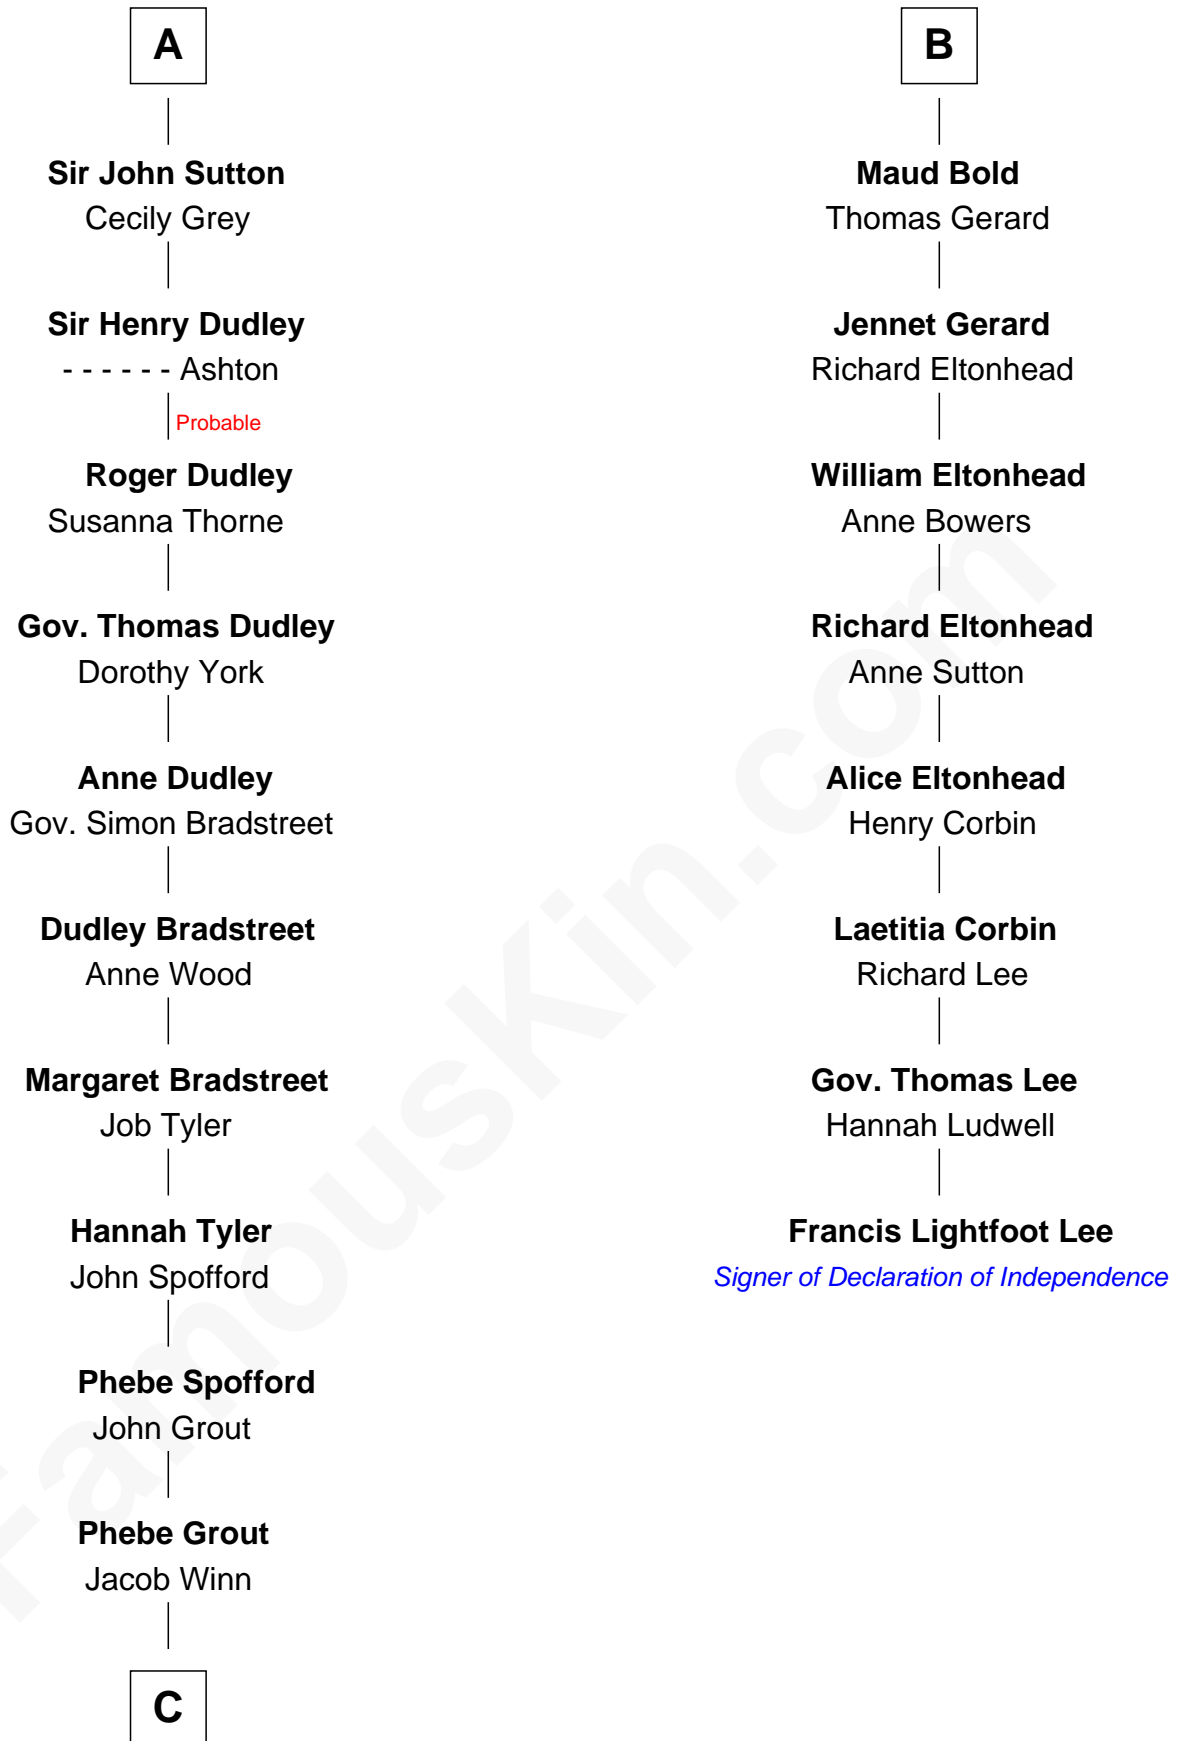 A
Sir John Sutton
Cecily Grey
Sir Henry Dudley
- - - - - - Ashton
Probable
Roger Dudley
Susanna Thorne
Gov. Thomas Dudley
Dorothy York
Anne Dudley
Gov. Simon Bradstreet
Dudley Bradstreet
Anne Wood
Margaret Bradstreet
Job Tyler
Hannah Tyler
John Spofford
Phebe Spofford
John Grout
Phebe Grout
Jacob Winn
C
B
Maud Bold
Thomas Gerard
Jennet Gerard
Richard Eltonhead
William Eltonhead
Anne Bowers
Richard Eltonhead
Anne Sutton
Alice Eltonhead
Henry Corbin
Laetitia Corbin
Richard Lee
Gov. Thomas Lee
Hannah Ludwell
Francis Lightfoot Lee
Signer of Declaration of Independence
FamousKin.com